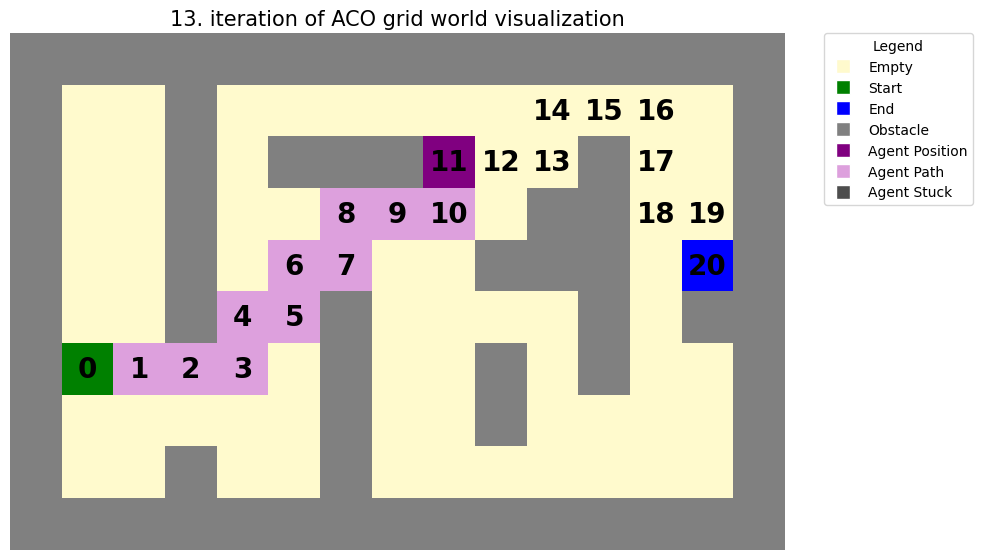 13. iteration of ACO grid world visualization
14 15 16
11 12 13 17
8 9 10 18 19
6 7 20
4 5
0 1 2 3
Legend
Empty
Start
End
Obstacle
Agent Position
Agent Path
Agent Stuck